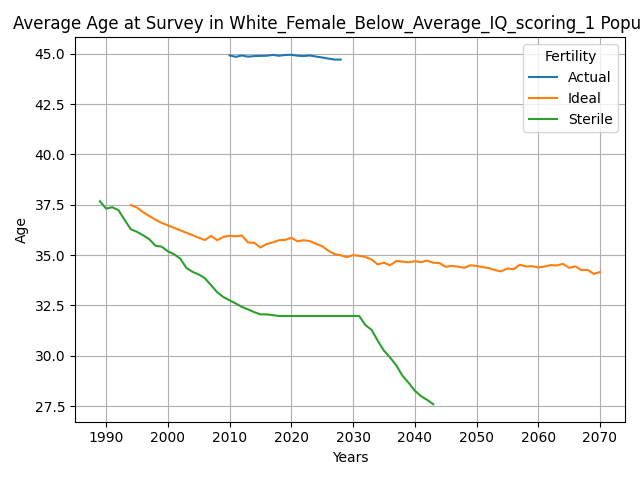 Average Age at Survey in White_Female_Below_Average_IQ_scoring_1 Popu
Fertility
Actual
Ideal
Sterile
45.0
42.5
40.0
37.5
35.0
32.5
30.0
27.5
Age
1990 2000 2010 2020 2030 2040 2050 2060 2070
Years